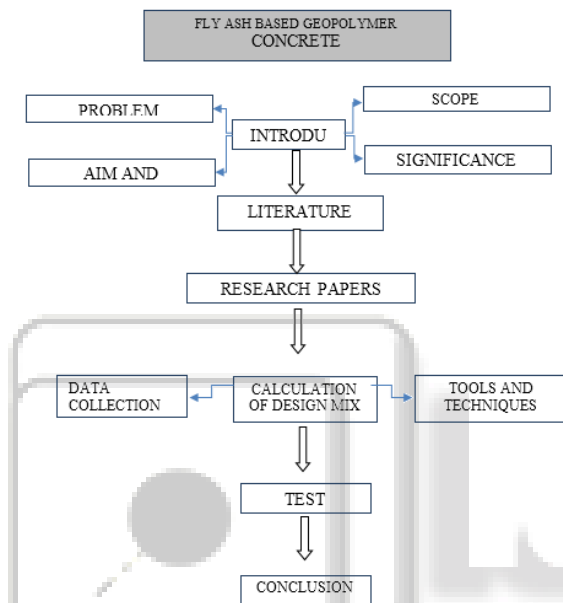 FLY ASH BASED GEOPOLYMER
CONCRETE
PROBLEM
SCOPE
INTRODU
AIM AND
SIGNIFICANCE
LITERATURE
RESEARCH PAPERS
DATA
COLLECTION
CALCULATION
OF DESIGN MIX
TOOLS AND
TECHNIQUES
TEST
CONCLUSION